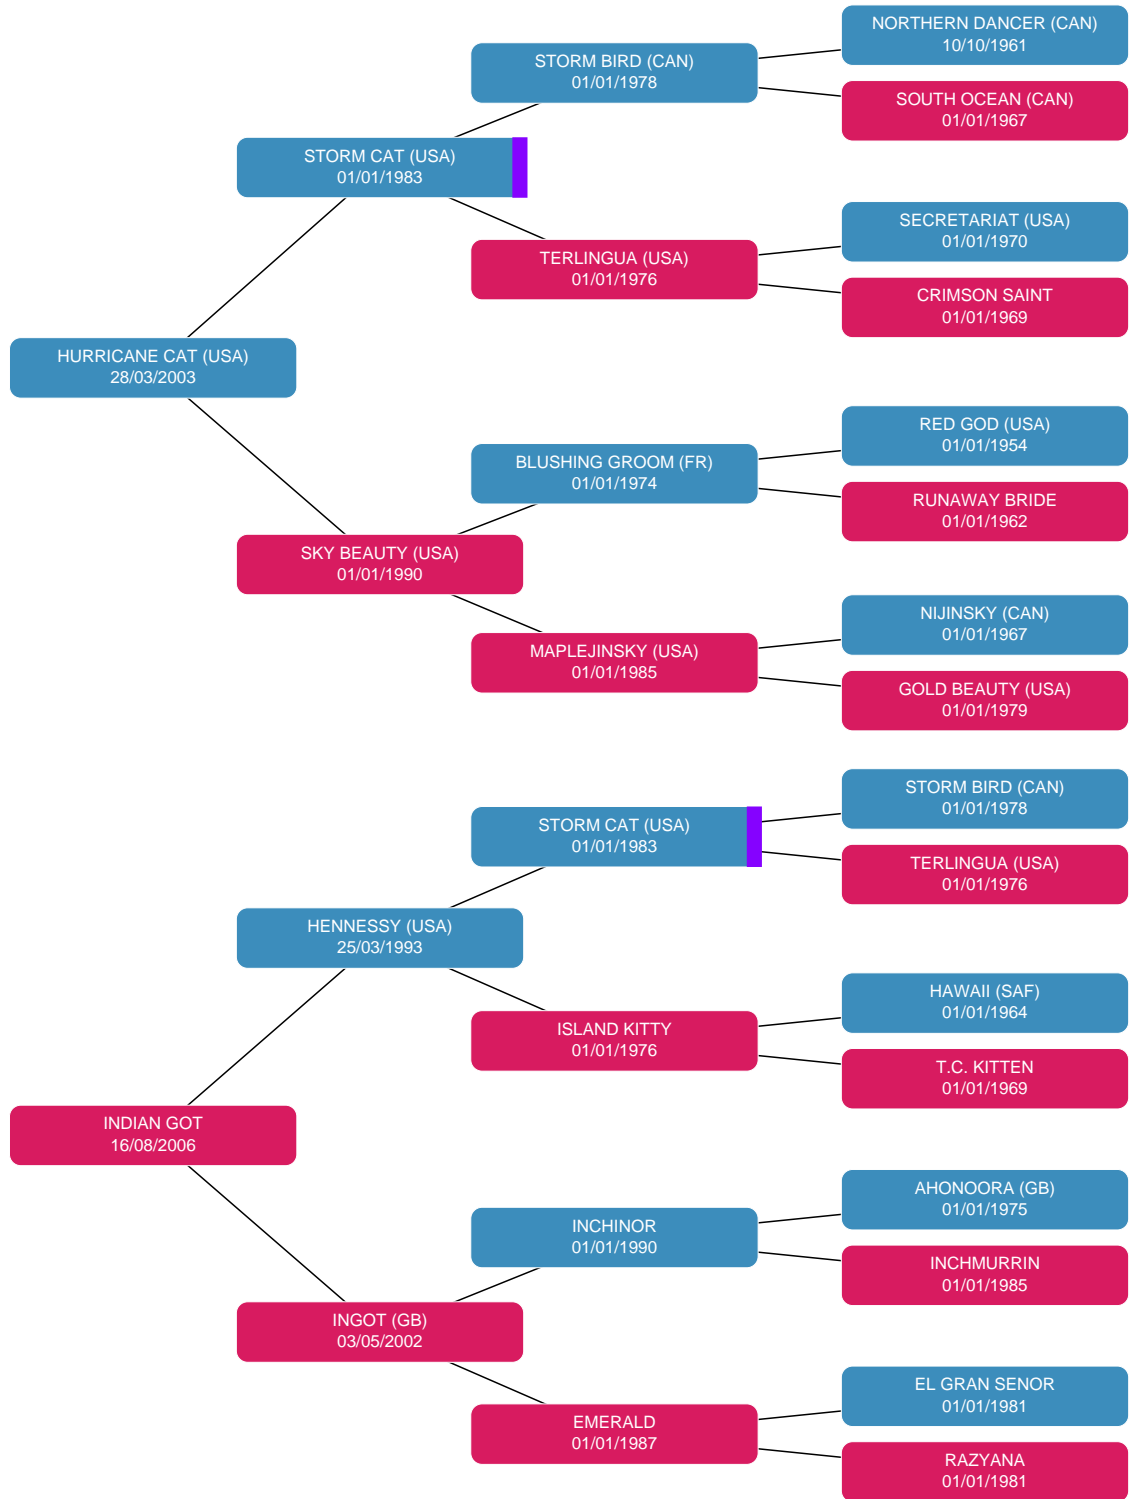 NORTHERN DANCER (CAN)
10/10/1961
STORM BIRD (CAN)
01/01/1978
SOUTH OCEAN (CAN)
01/01/1967
STORM CAT (USA)
01/01/1983
SECRETARIAT (USA)
01/01/1970
TERLINGUA (USA)
01/01/1976
CRIMSON SAINT
01/01/1969
HURRICANE CAT (USA)
28/03/2003
RED GOD (USA)
01/01/1954
BLUSHING GROOM (FR)
01/01/1974
RUNAWAY BRIDE
01/01/1962
SKY BEAUTY (USA)
01/01/1990
NIJINSKY (CAN)
01/01/1967
MAPLEJINSKY (USA)
01/01/1985
GOLD BEAUTY (USA)
01/01/1979
STORM BIRD (CAN)
01/01/1978
STORM CAT (USA)
01/01/1983
TERLINGUA (USA)
01/01/1976
HENNESSY (USA)
25/03/1993
HAWAII (SAF)
01/01/1964
ISLAND KITTY
01/01/1976
T.C. KITTEN
01/01/1969
INDIAN GOT
16/08/2006
AHONOORA (GB)
01/01/1975
INCHINOR
01/01/1990
INCHMURRIN
01/01/1985
INGOT (GB)
03/05/2002
EL GRAN SENOR
01/01/1981
EMERALD
01/01/1987
RAZYANA
01/01/1981